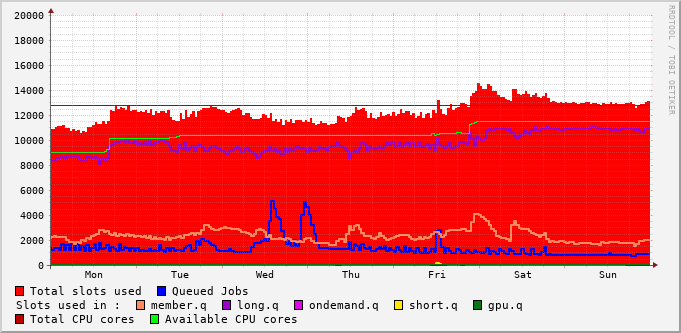 20000
18000
16000
14000
12000
10000
8000
6000
4000
2000
0
Mon Tue Wed Thu Fri Sat Sun
RRDTOOL / TOBI OETIKER
Total slots used Queued Jobs
Slots used in : member.q long.q ondemand.q short.q gpu.q
Total CPU cores Available CPU cores